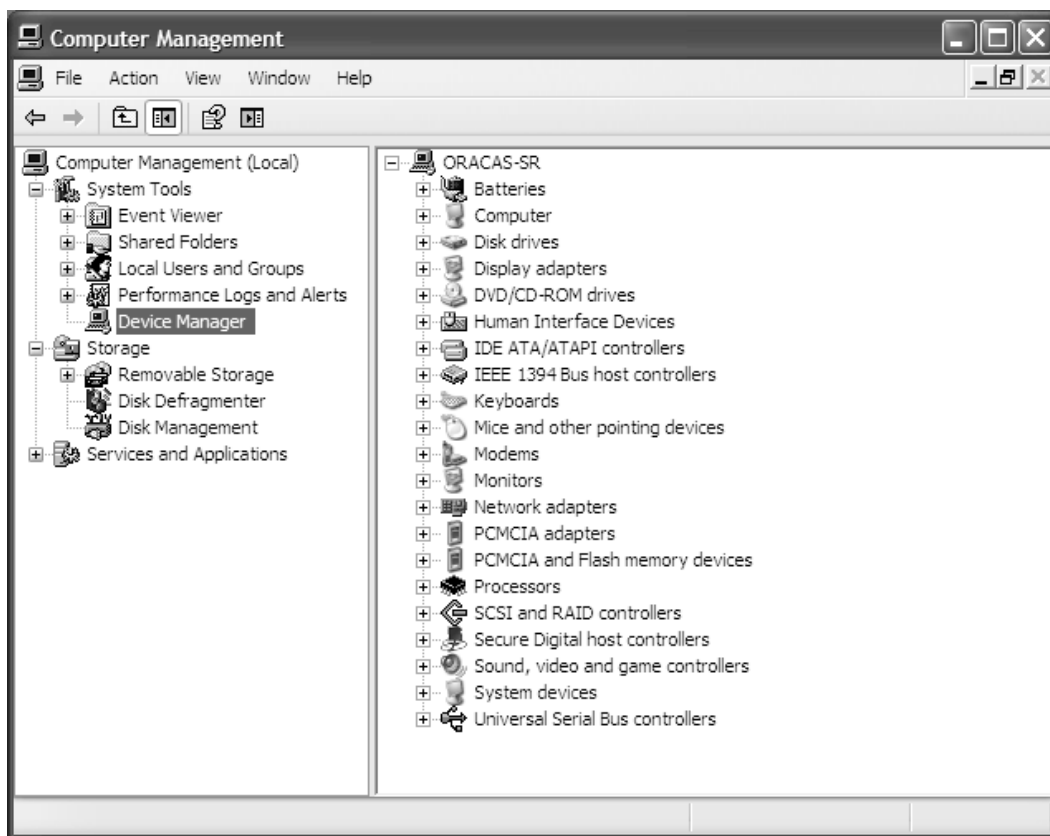 Computer Management
File Action View Window Help
Computer Management (Local)
System Tools
Event Viewer
Shared Folders
Local Users and Groups
Performance Logs and Alerts
Device Manager
Storage
Removable Storage
Disk Defragmenter
Disk Management
Services and Applications
ORACAS-SR
Batteries
Computer
Disk drives
Display adapters
DVD/CD-ROM drives
Human Interface Devices
IDE ATA/ATAPI controllers
IEEE 1394 Bus host controllers
Keyboards
Mice and other pointing devices
Modems
Monitors
Network adapters
PCMCIA adapters
PCMCIA and Flash memory devices
Processors
SCSI and RAID controllers
Secure Digital host controllers
Sound, video and game controllers
System devices
Universal Serial Bus controllers